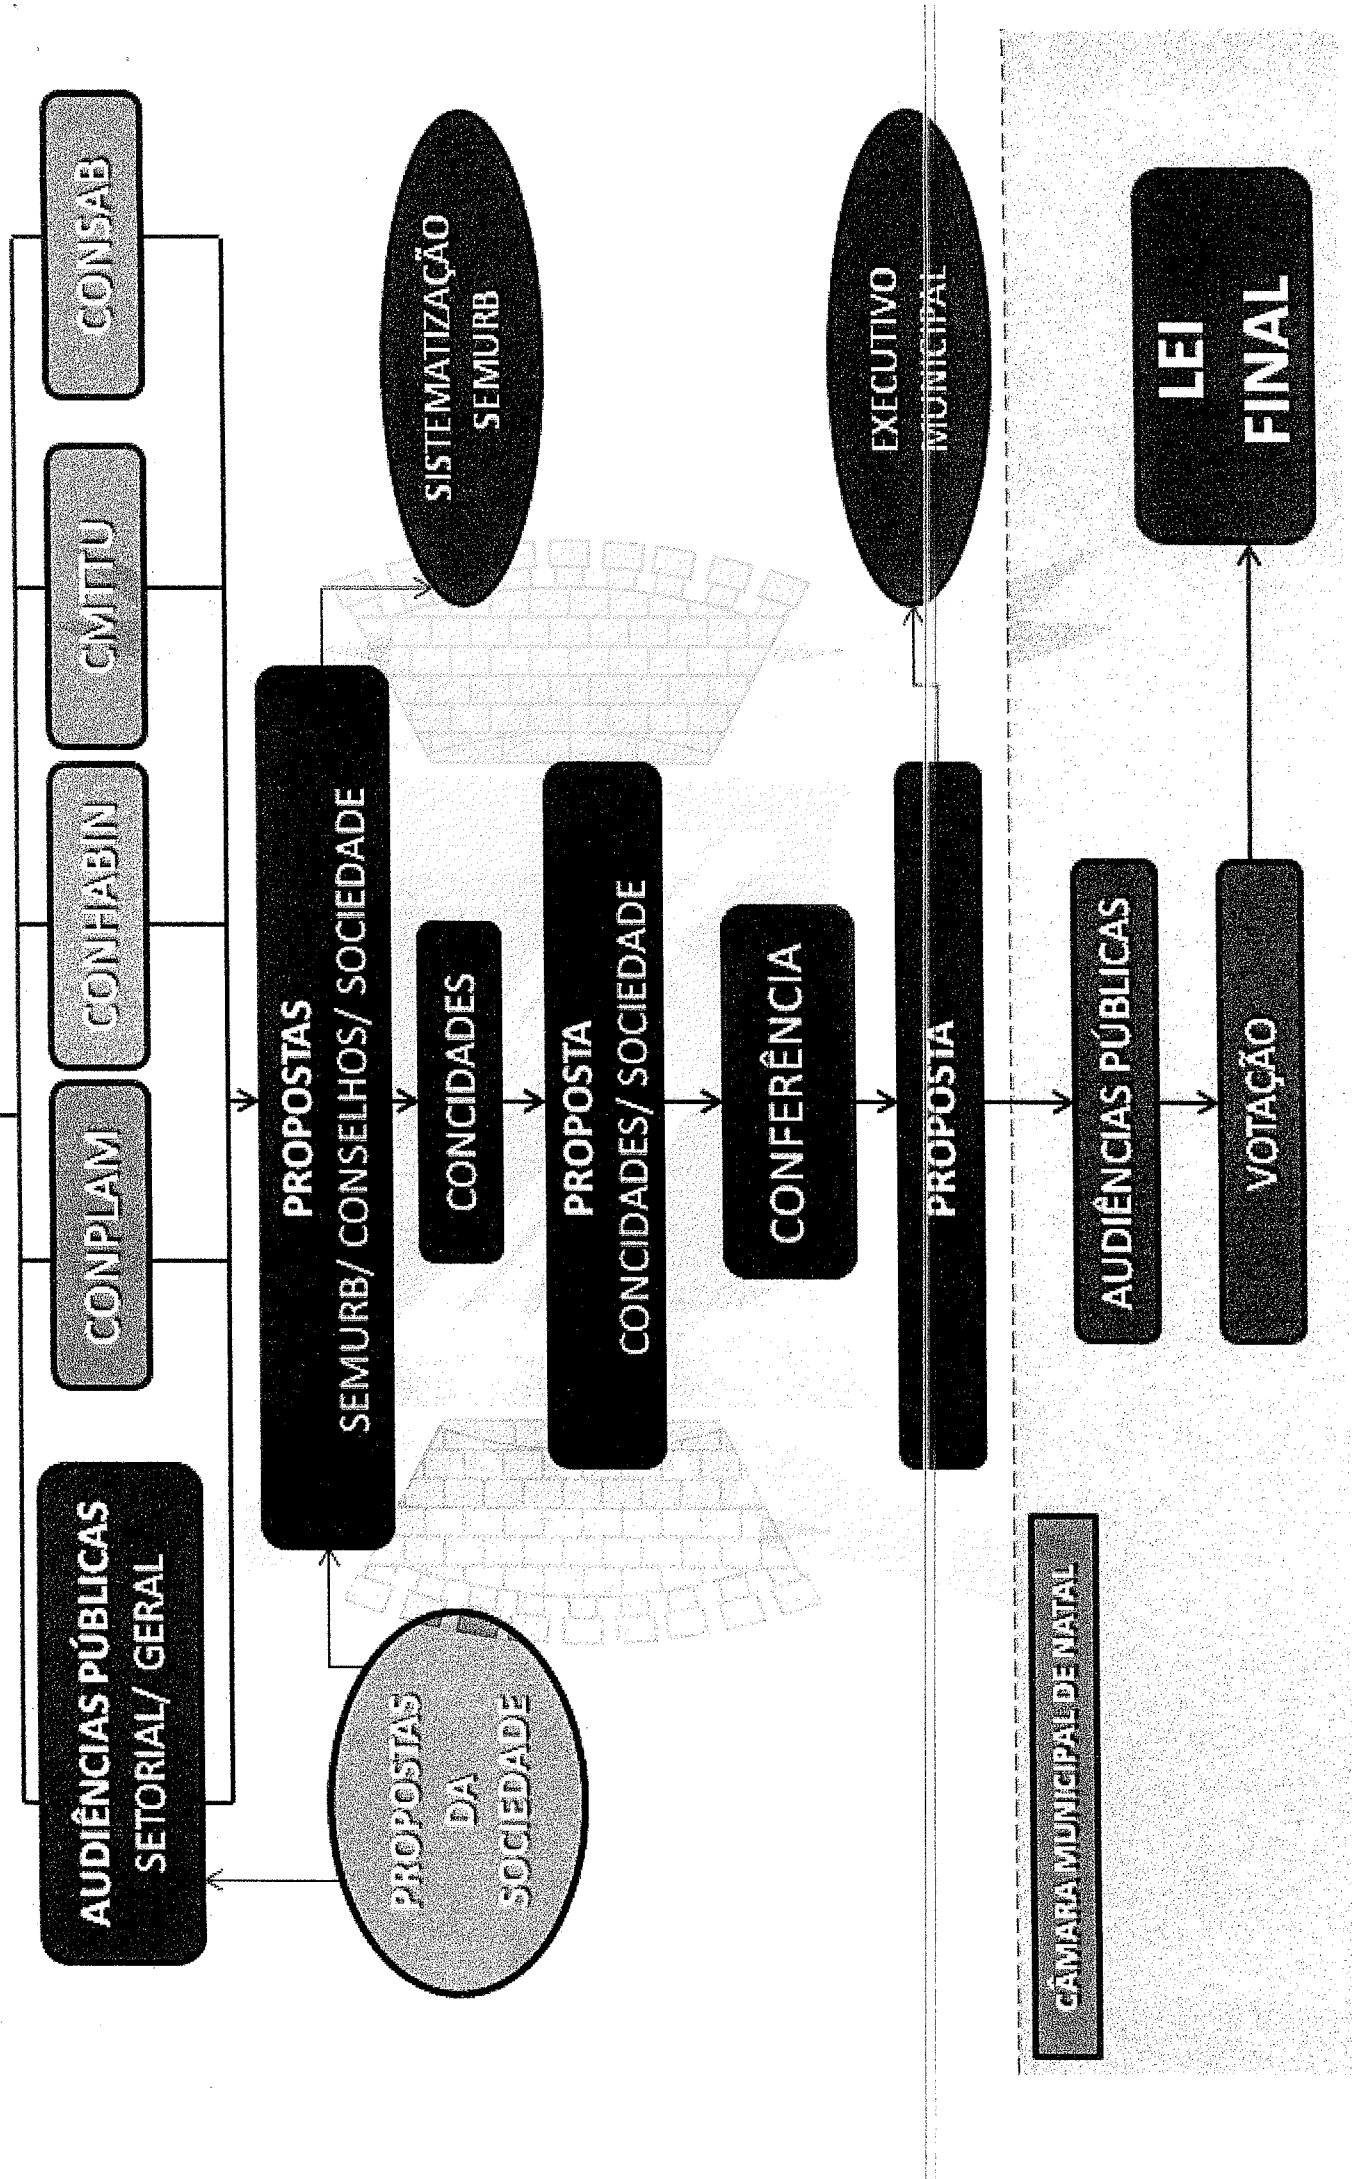 AUDIÊNCIAS PÚBLICAS
SETORIAL/ GERAL
CONPLAM
CONHABIN
CMTTU
CONSAB
PROPOSTAS
SEMURB/ CONSELHOS/ SOCIEDADE
PROPOSTAS
DA
SOCIEDADE
SISTEMATIZAÇÃO
SEMURB
CONCIDADES
PROPOSTA
CONCIDADES/ SOCIEDADE
CONFERÊNCIA
PROPOSTA
EXECUTIVO
MUNICIPAL
CÂMARA MUNICIPAL DE NATAL
AUDIÊNCIAS PÚBLICAS
VOTAÇÃO
LEI
FINAL